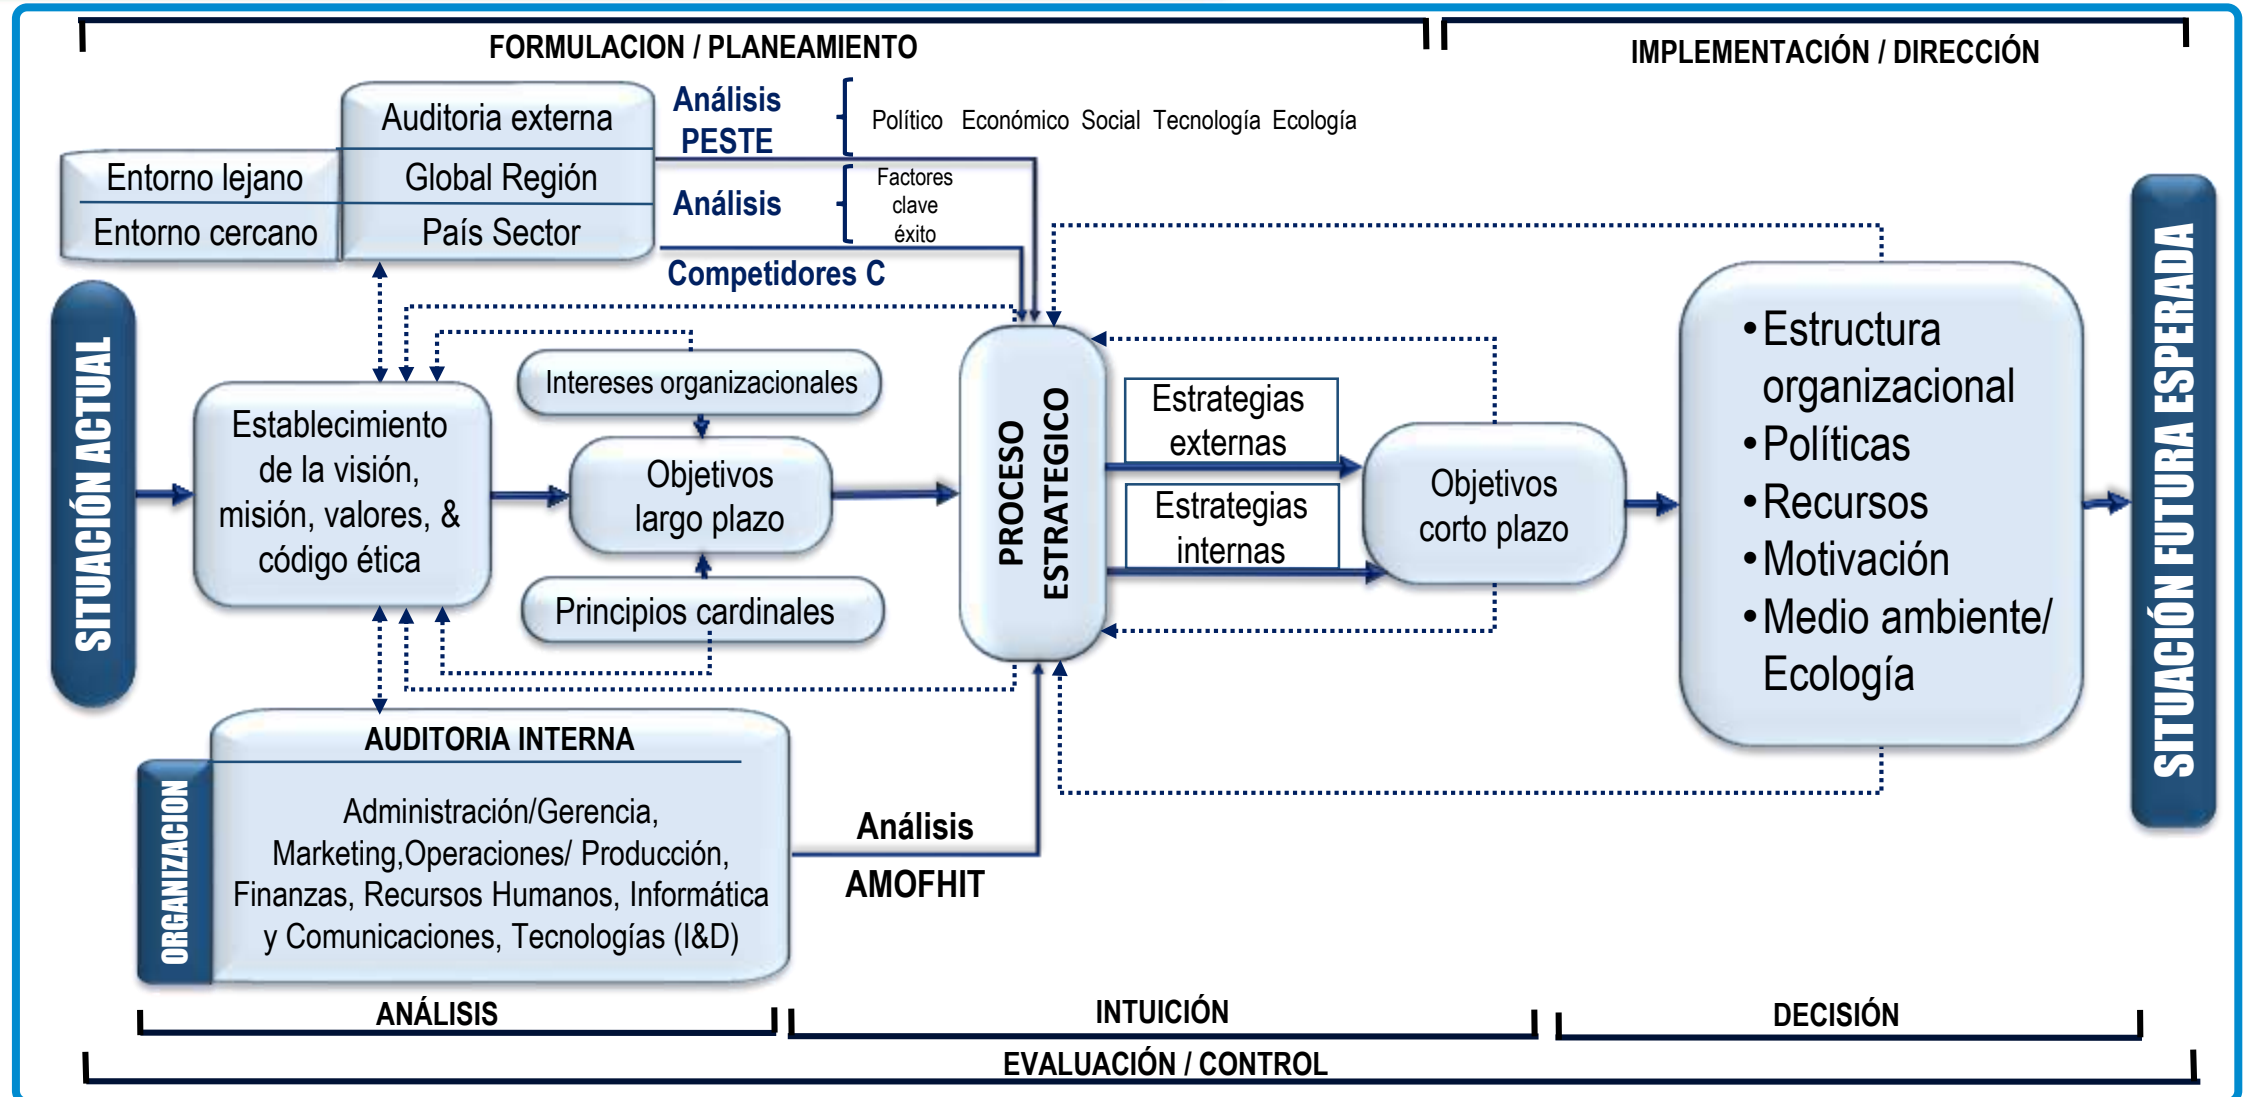 FORMULACION / PLANEAMIENTO
IMPLEMENTACIÓN / DIRECCIÓN
Auditoria externa
Entorno lejano
Global Región
Entorno cercano
País Sector
Análisis
PESTE
Político Económico Social Tecnología Ecología
Análisis
Factores
clave
éxito
Competidores C
SITUACIÓN ACTUAL
Establecimiento
de la visión,
misión, valores, &
código ética
Intereses organizacionales
Objetivos
largo plazo
Principios cardinales
PROCESO
ESTRATEGICO
Estrategias
externas
Estrategias
internas
Objetivos
corto plazo
•Estructura
organizacional
•Políticas
•Recursos
•Motivación
•Medio ambiente/
Ecología
SITUACIÓN FUTURA ESPERADA
ORGANIZACION
AUDITORIA INTERNA
Administración/Gerencia,
Marketing,Operaciones/ Producción,
Finanzas, Recursos Humanos, Informática
y Comunicaciones, Tecnologías (I&D)
Análisis
AMOFHIT
ANÁLISIS
INTUICIÓN
DECISIÓN
EVALUACIÓN / CONTROL